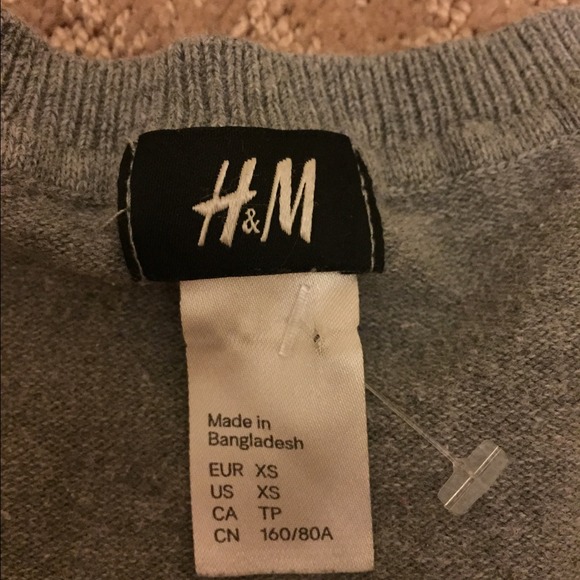 H&M
Made in
Bangladesh
EUR XS
US XS
CA TP
CN 160/80A